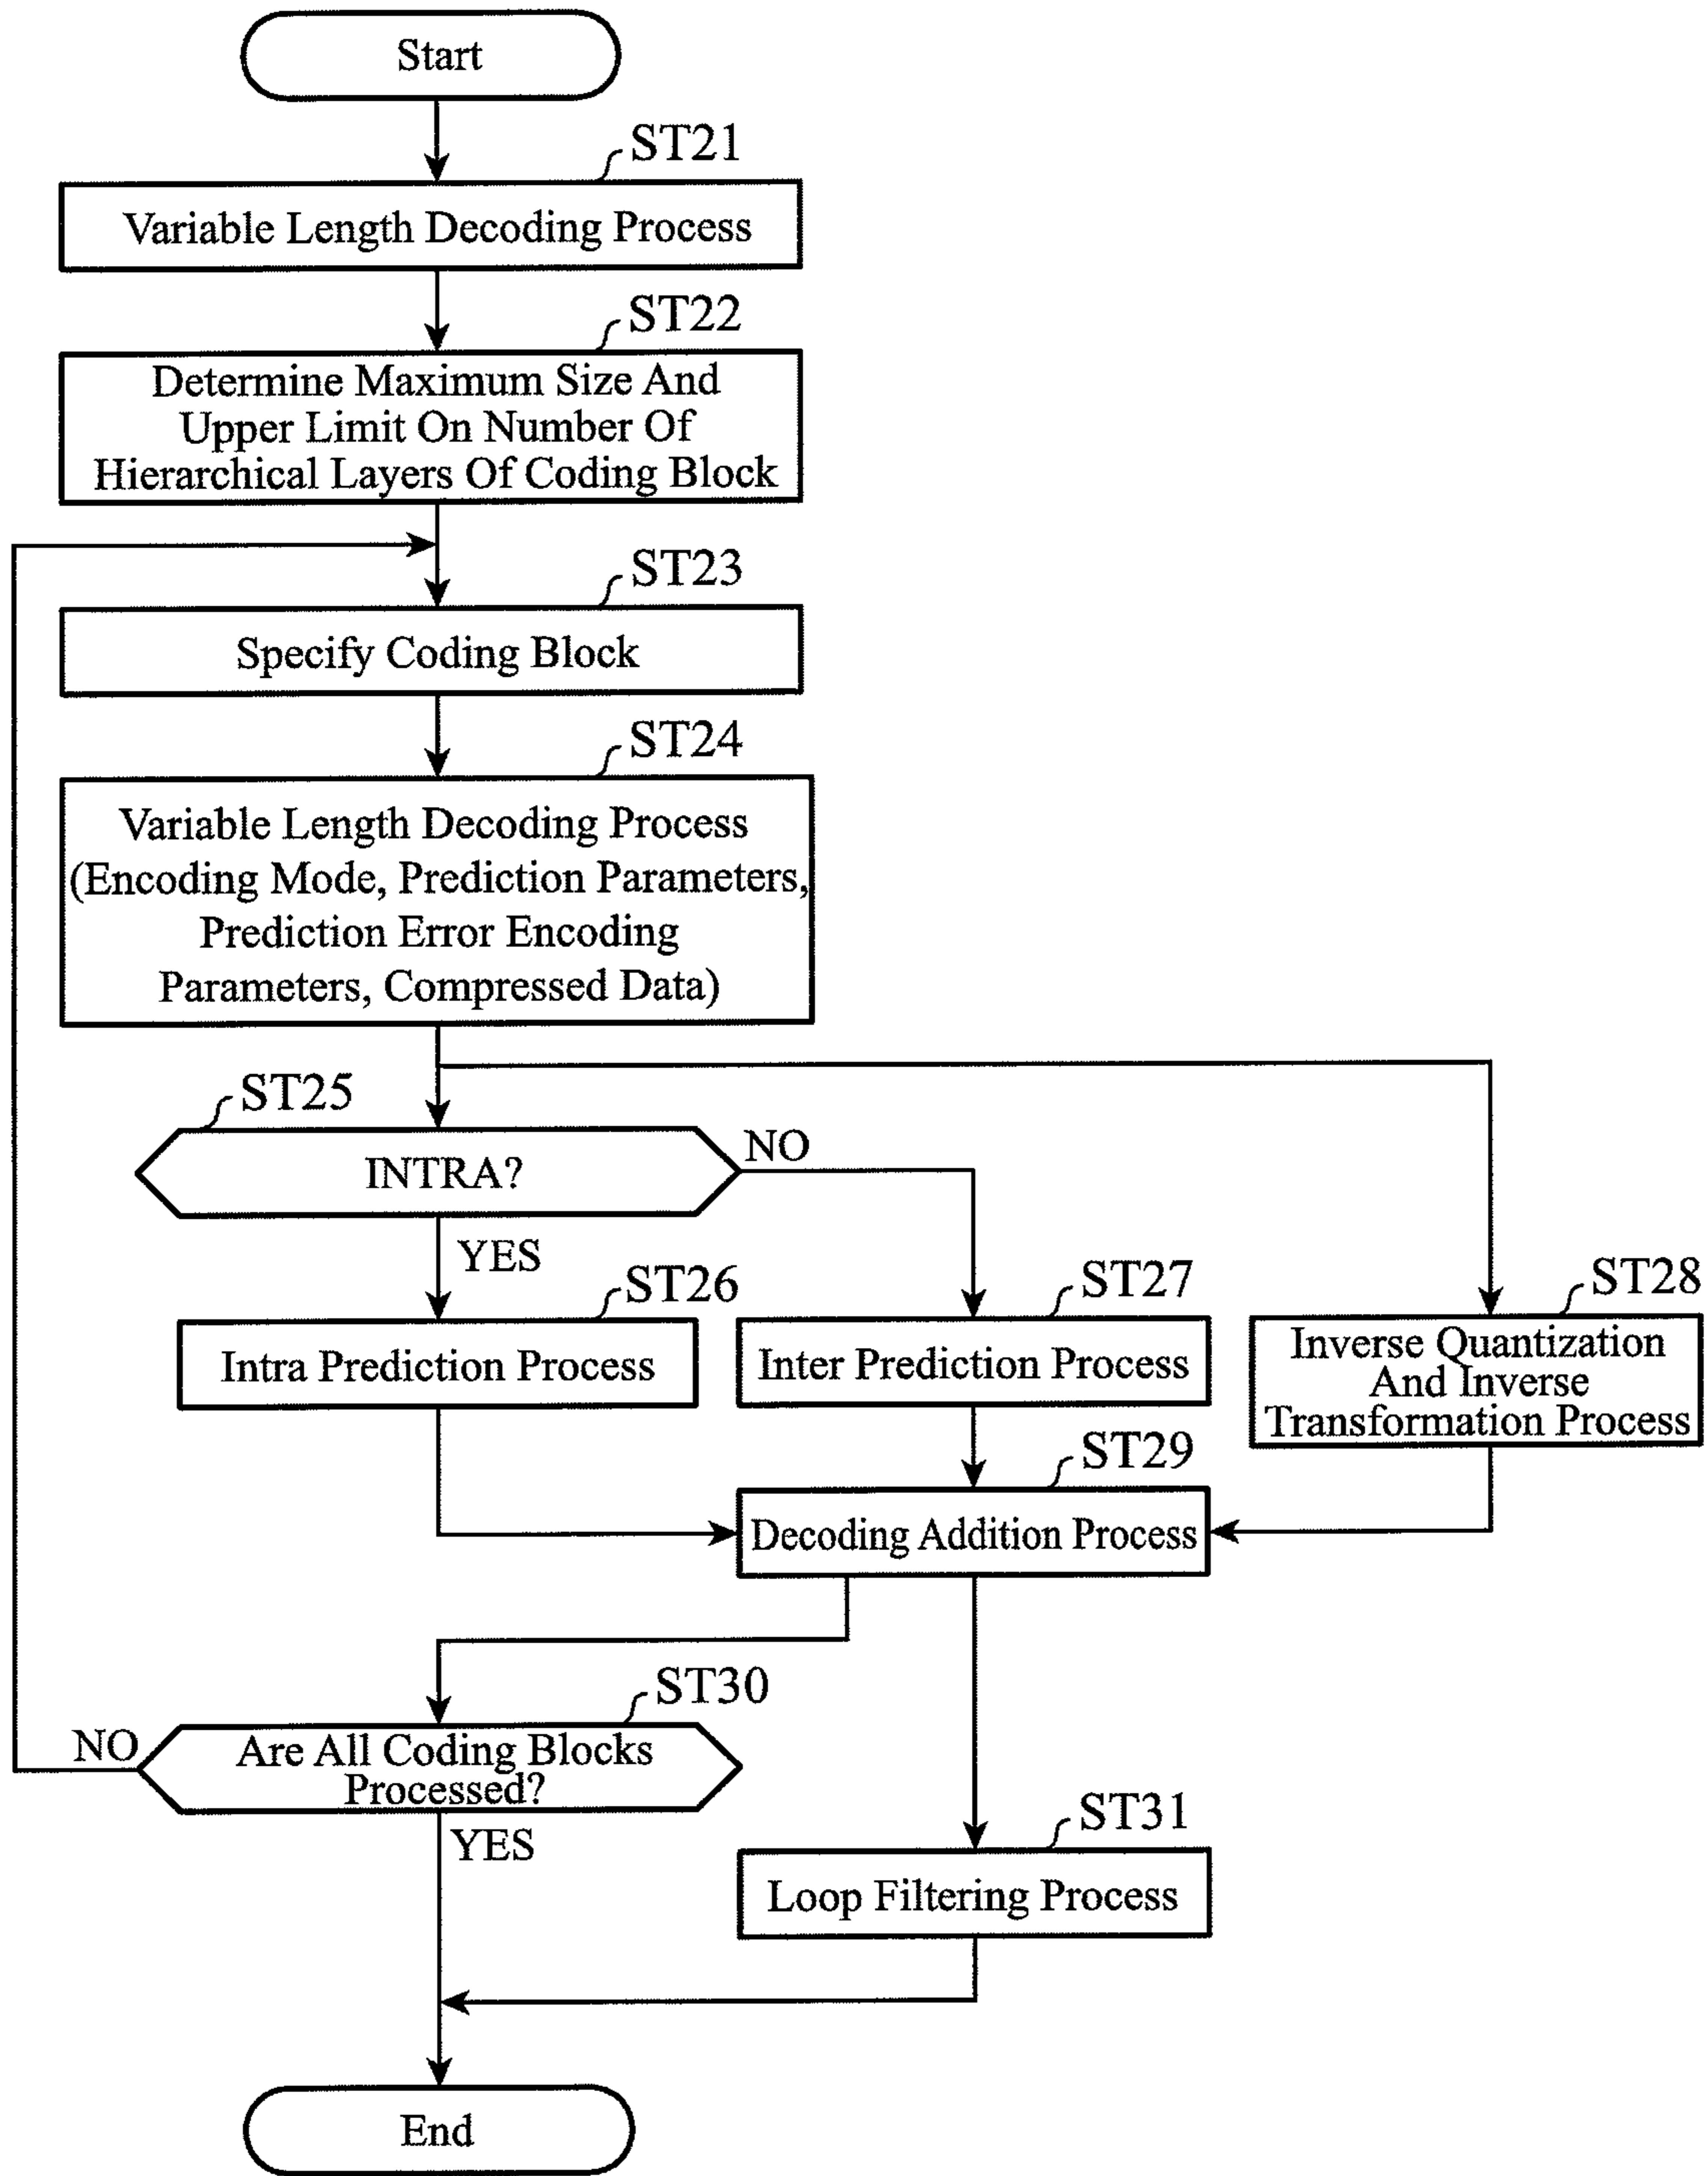 Start
ST21
Variable Length Decoding Process
ST22
Determine Maximum Size And
Upper Limit On Number Of
Hierarchical Layers Of Coding Block
ST23
Specify Coding Block
ST24
Variable Length Decoding Process
(Encoding Mode, Prediction Parameters,
Prediction Error Encoding
Parameters, Compressed Data)
ST25
INTRA?
NO
YES
ST26
Intra Prediction Process
ST27
Inter Prediction Process
ST28
Inverse Quantization
And Inverse
Transformation Process
ST29
Decoding Addition Process
ST30
NO
Are All Coding Blocks
Processed?
YES
ST31
Loop Filtering Process
End